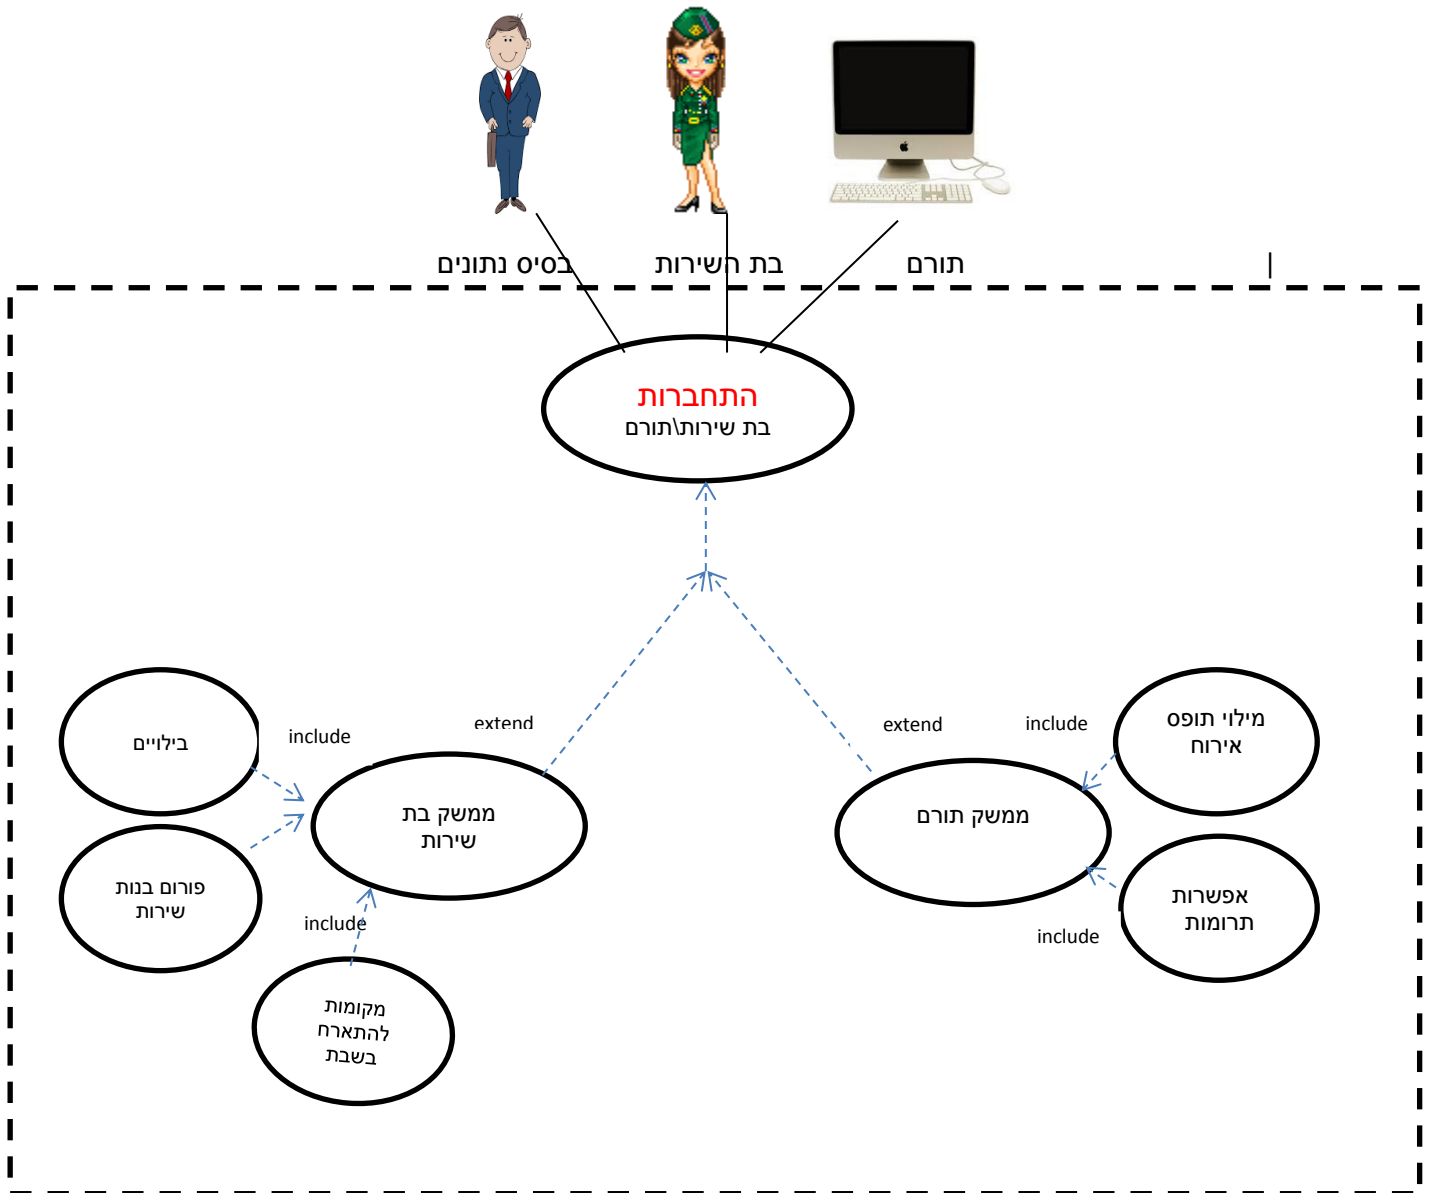 תורם
בת השירות
בסיס נתונים
התחברות
בת שירות\תורם
extend
extend
include
include
מילוי תופס
אירוח
בילויים
ממשק תורם
ממשק בת
שירות
אפשרות
תרומות
פורום בנות
שירות
include
include
מקומות
להתארח
בשבת